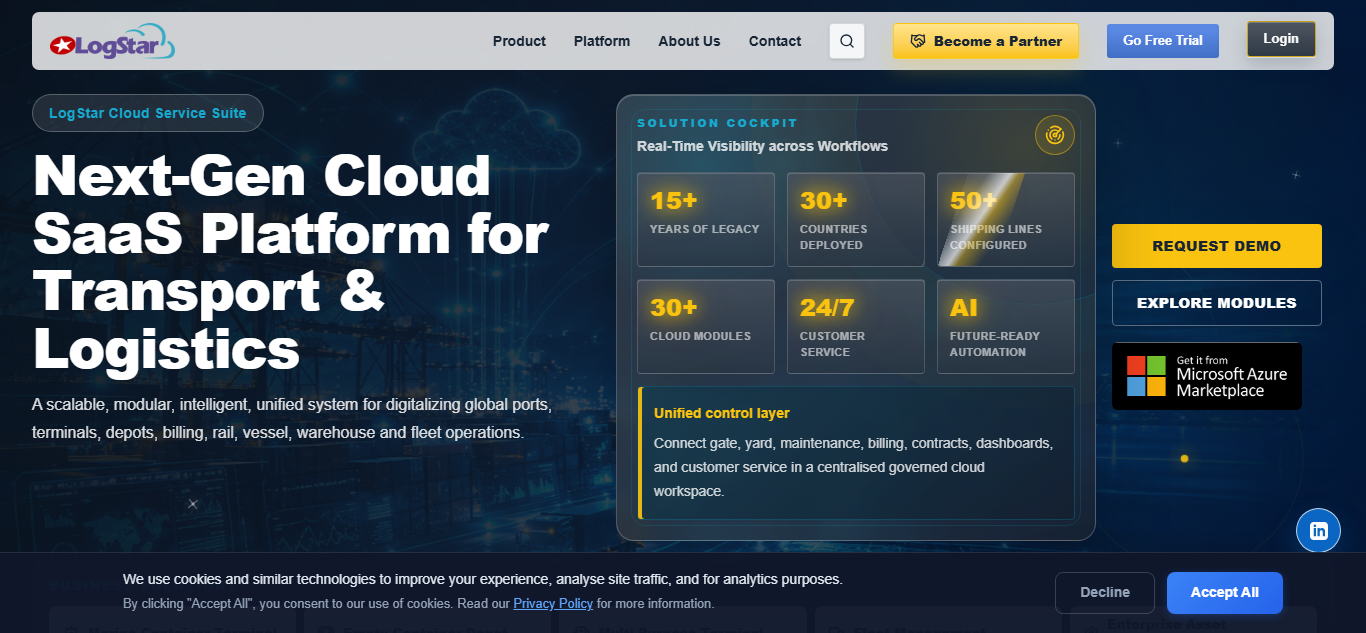 LogStar
Product
Platform
About Us
Contact
Become a Partner
Go Free Trial
Login
LogStar Cloud Service Suite
Next-Gen Cloud
SaaS Platform for
Transport &
Logistics
A scalable, modular, intelligent, unified system for digitalizing global ports,
terminals, depots, billing, rail, vessel, warehouse and fleet operations.
SOLUTION COCKPIT
Real-Time Visibility across Workflows
15+
YEARS OF LEGACY
30+
COUNTRIES
DEPLOYED
50+
SHIPPING LINES
CONFIGURED
30+
CLOUD MODULES
24/7
CUSTOMER
SERVICE
AI
FUTURE-READY
AUTOMATION
Unified control layer
Connect gate, yard, maintenance, billing, contracts, dashboards,
and customer service in a centralised governed cloud
workspace.
REQUEST DEMO
EXPLORE MODULES
Get it from
Microsoft Azure
Marketplace
in
We use cookies and similar technologies to improve your experience, analyse site traffic, and for analytics purposes.
By clicking "Accept All", you consent to our use of cookies. Read our Privacy Policy for more information.
Decline
Accept All
Enterprise Asset